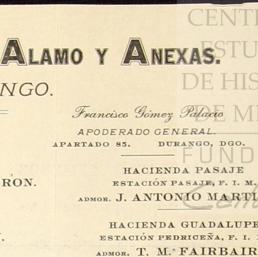 CENT
ESTU
DE HIS
DE M
FUND
ALAMO Y ANEXAS.
NGO.
Francisco Gómez Palacio
APODERADO GENERAL.
APARTADO 85. DURANGO, DGO.
HACIENDA PASAJE
RON. ESTACIÓN PASAJE, F. I. M.
ADMOR. J. ANTONIO MARTI
HACIENDA GUADALUPE
ESTACIÓN PEDRICEÑA, F. I.
ADMOR. T. M. FAIRBAIR